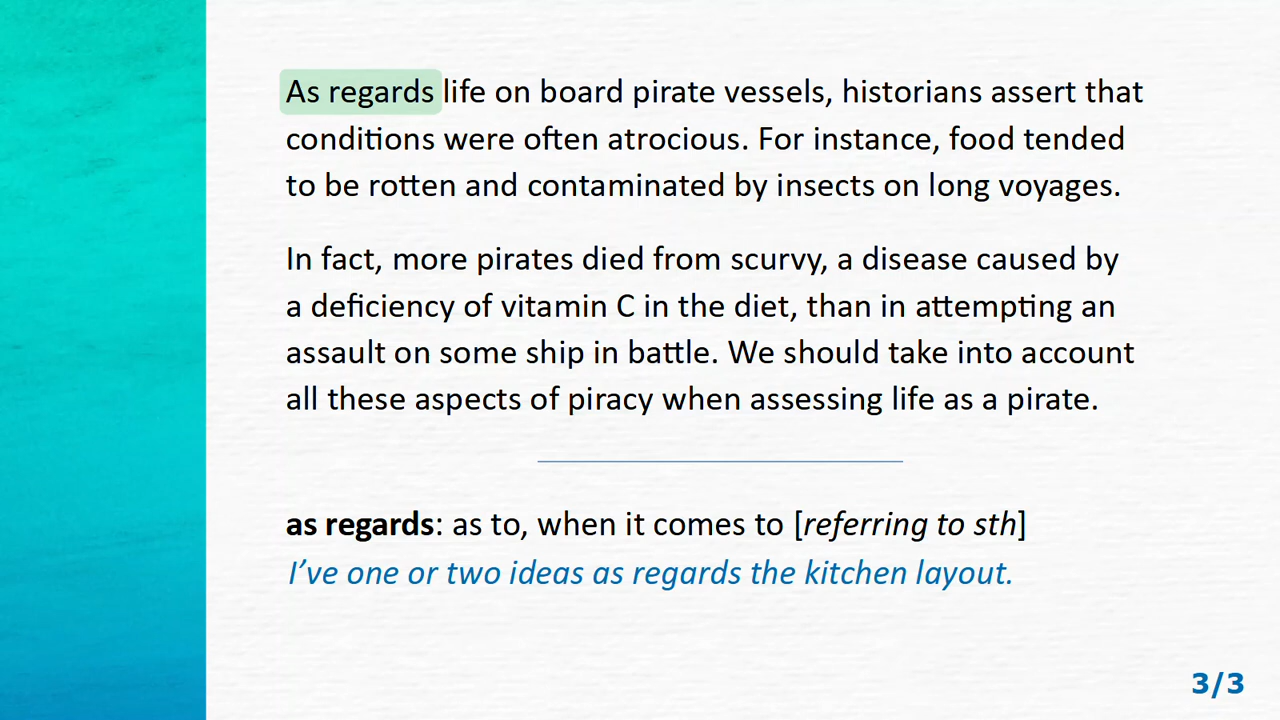 As regards life on board pirate vessels, historians assert that
conditions were often atrocious. For instance, food tended
to be rotten and contaminated by insects on long voyages.
In fact, more pirates died from scurvy, a disease caused by
a deficiency of vitamin C in the diet, than in attempting an
assault on some ship in battle. We should take into account
all these aspects of piracy when assessing life as a pirate.
as regards: as to, when it comes to [referring to sth]
I’ve one or two ideas as regards the kitchen layout.
3/3